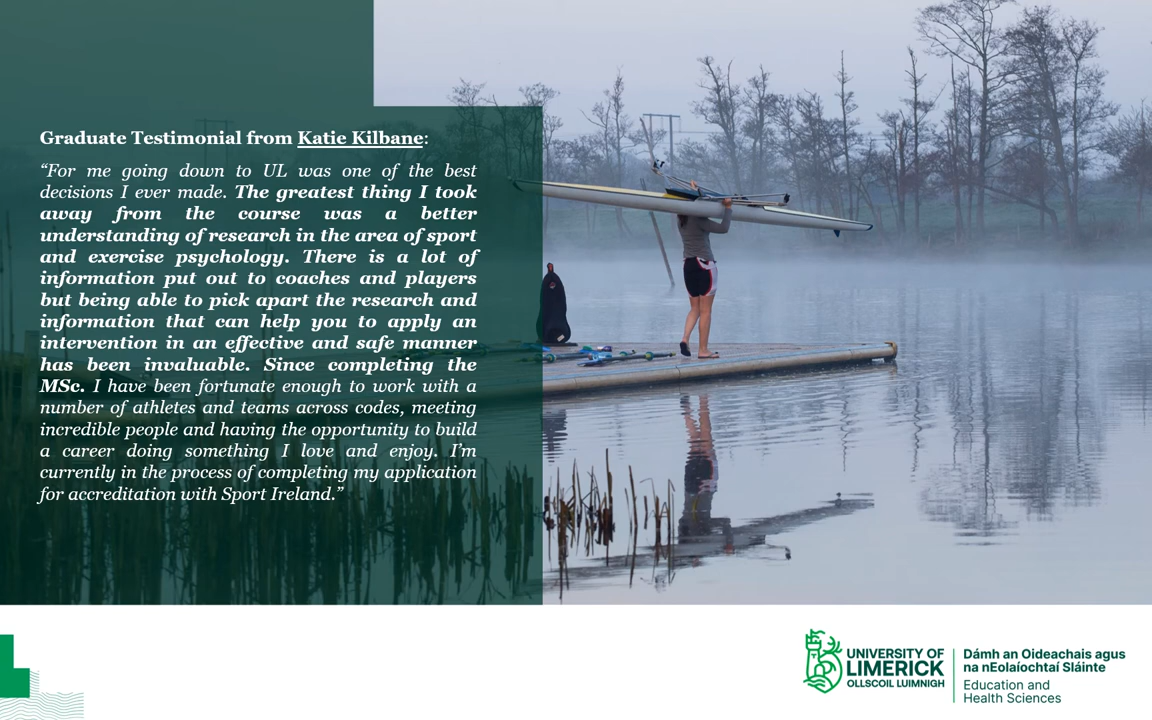 Graduate Testimonial from Katie Kilbane:
“For me going down to UL was one of the best
decisions I ever made. The greatest thing I took
away from the course was a better
understanding of research in the area of sport
and exercise psychology. There is a lot of
information put out to coaches and players
but being able to pick apart the research and
information that can help you to apply an
intervention in an effective and safe manner
has been invaluable. Since completing the
MSc. I have been fortunate enough to work with a
number of athletes and teams across codes, meeting
incredible people and having the opportunity to build
a career doing something I love and enjoy. I’m
currently in the process of completing my application
for accreditation with Sport Ireland.”
UNIVERSITY OF
LIMERICK
OLLSCOIL LUIMNIGH
Dámh an Oideachais agus
na nEolaíochtaí Sláinte
Education and
Health Sciences